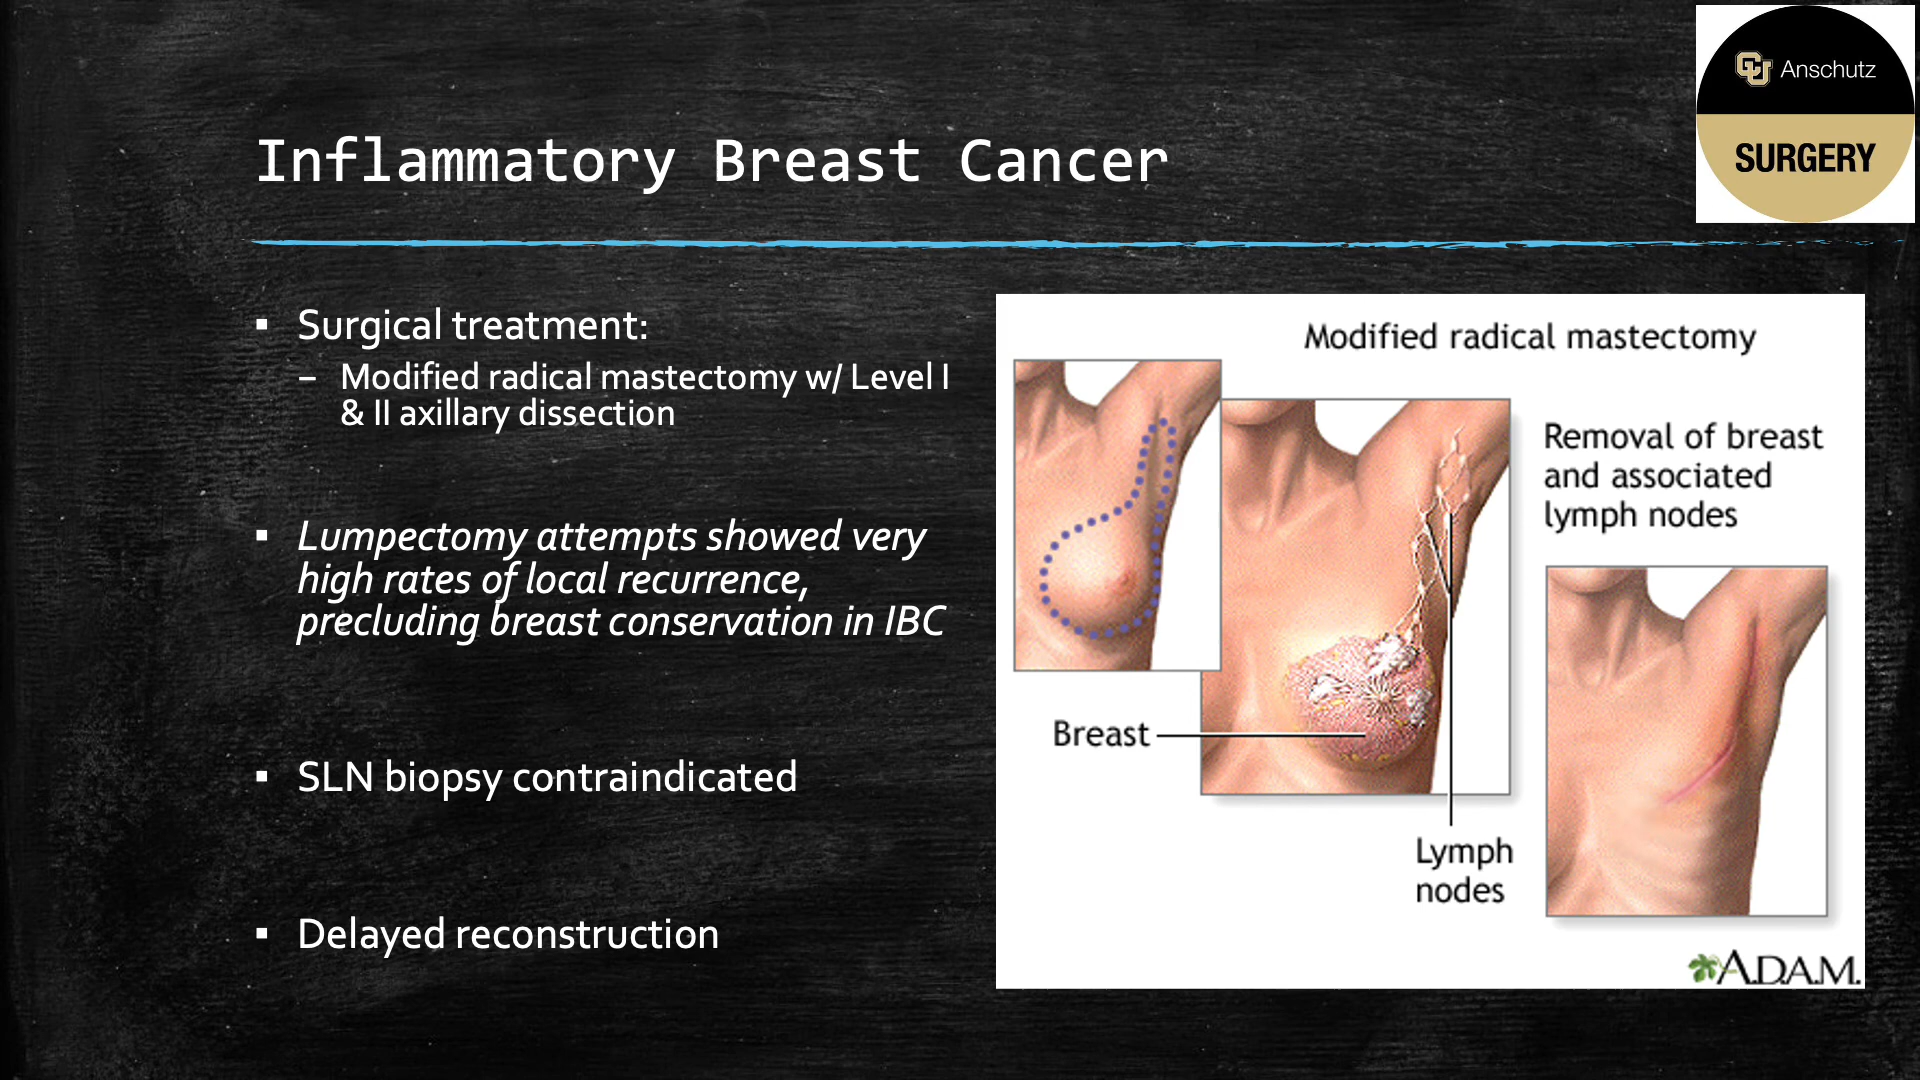 CU Anschutz
SURGERY
Inflammatory Breast Cancer
▪ Surgical treatment:
– Modified radical mastectomy w/ Level I
& II axillary dissection
▪ Lumpectomy attempts showed very
high rates of local recurrence,
precluding breast conservation in IBC
▪ SLN biopsy contraindicated
▪ Delayed reconstruction
Modified radical mastectomy
Removal of breast
and associated
lymph nodes
Breast
Lymph
nodes
A.D.A.M.